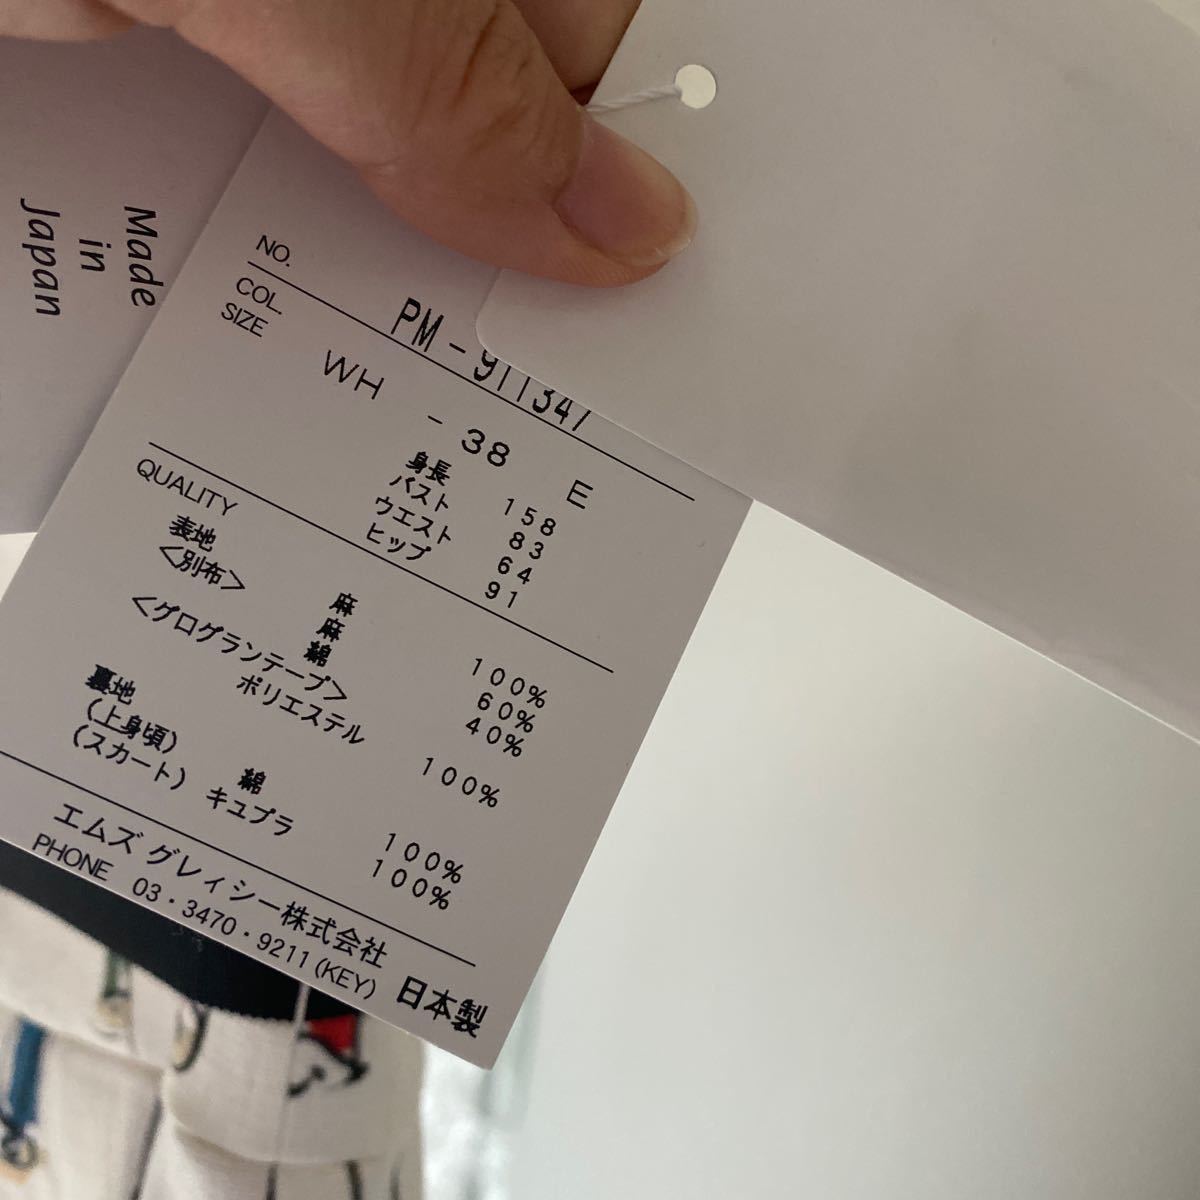 Made
in
Japan
NO.
PM-911347
COL.
SIZE
WH
-38 E
身長 158
バスト 83
ウエスト 64
ヒップ 91
QUALITY
表地 麻 100%
<別布> 麻 60%
綿 40%
<グログランテープ>
ポリエステル 100%
裏地
(上身頃) 綿 100%
(スカート) キュプラ 100%
エムズ グレィシー株式会社
PHONE 03・3470・9211(KEY) 日本製